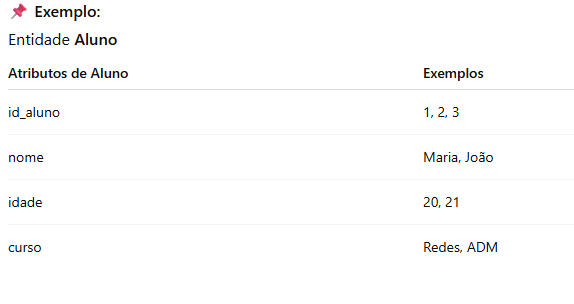 📌 Exemplo:
Entidade Aluno
Atributos de Aluno Exemplos
id_aluno 1, 2, 3
nome Maria, João
idade 20, 21
curso Redes, ADM